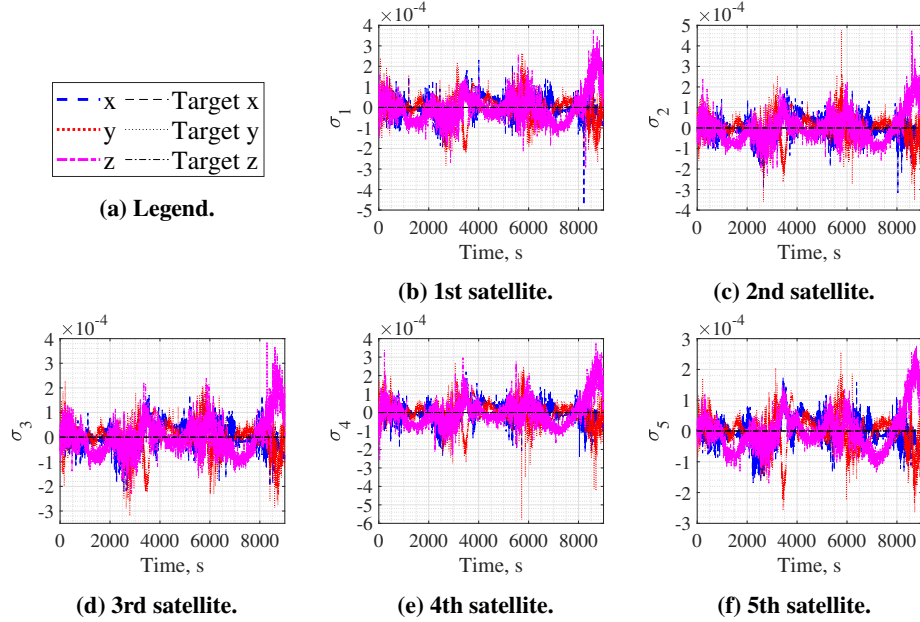 x Target x
y Target y
z Target z
(a) Legend.
×10⁻⁴
4
3
2
1
0
-1
-2
-3
-4
-5
σ₁
0 2000 4000 6000 8000
Time, s
(b) 1st satellite.
×10⁻⁴
5
4
3
2
1
0
-1
-2
-3
-4
σ₂
0 2000 4000 6000 8000
Time, s
(c) 2nd satellite.
×10⁻⁴
4
3
2
1
0
-1
-2
-3
σ₃
0 2000 4000 6000 8000
Time, s
(d) 3rd satellite.
×10⁻⁴
4
2
0
-2
-4
-6
σ₄
0 2000 4000 6000 8000
Time, s
(e) 4th satellite.
×10⁻⁴
3
2
1
0
-1
-2
-3
σ₅
0 2000 4000 6000 8000
Time, s
(f) 5th satellite.